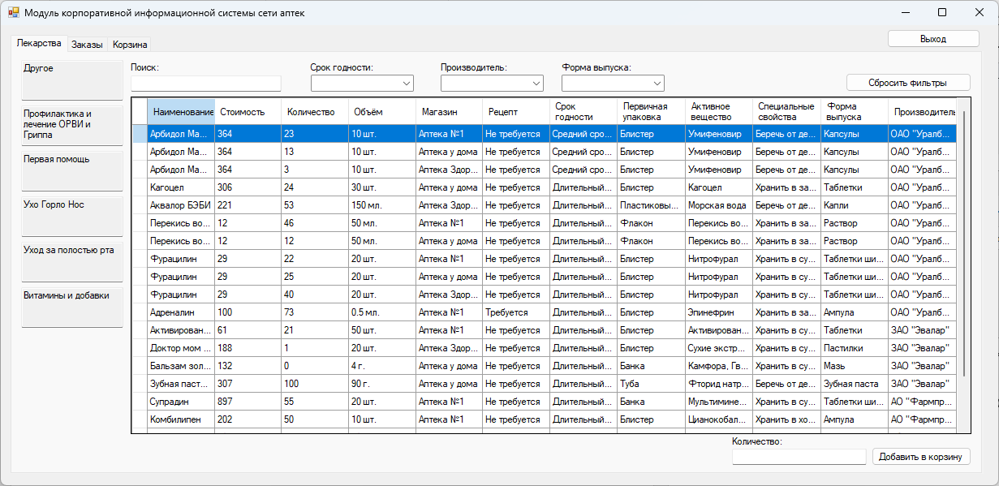 Модуль корпоративной информационной системы сети аптек
Лекарства Заказы Корзина
Выход
Другое
Профилактика и
лечение ОРВИ и
Гриппа
Первая помощь
Ухо Горло Нос
Уход за полостью рта
Витамины и добавки
Поиск: Срок годности: Производитель: Форма выпуска:
Сбросить фильтры
Наименование Стоимость Количество Объём Магазин Рецепт Срок годности Первичная упаковка Активное вещество Специальные свойства Форма выпуска Производитель
Арбидол Ма... 364 23 10 шт. Аптека №1 Не требуется Средний сро... Блистер Умифеновир Беречь от де... Капсулы ОАО "Уралб...
Арбидол Ма... 364 13 10 шт. Аптека у дома Не требуется Средний сро... Блистер Умифеновир Беречь от де... Капсулы ОАО "Уралб...
Арбидол Ма... 364 3 10 шт. Аптека Здор... Не требуется Средний сро... Блистер Умифеновир Беречь от де... Капсулы ОАО "Уралб...
Кагоцел 306 24 30 шт. Аптека у дома Не требуется Длительный... Блистер Кагоцел Хранить в за... Таблетки ОАО "Уралб...
Аквалор БЭБИ 221 53 150 мл. Аптека Здор... Не требуется Длительный... Пластиковы... Морская вода Беречь от де... Капли ОАО "Уралб...
Перекись во... 12 46 50 мл. Аптека №1 Не требуется Длительный... Флакон Перекись во... Хранить в за... Раствор ОАО "Уралб...
Перекись во... 12 12 50 мл. Аптека у дома Не требуется Длительный... Флакон Перекись во... Хранить в за... Раствор ОАО "Уралб...
Фурацилин 29 22 20 шт. Аптека №1 Не требуется Длительный... Блистер Нитрофурал Хранить в су... Таблетки ши... ОАО "Уралб...
Фурацилин 29 25 20 шт. Аптека у дома Не требуется Длительный... Блистер Нитрофурал Хранить в су... Таблетки ши... ОАО "Уралб...
Фурацилин 29 40 20 шт. Аптека Здор... Не требуется Длительный... Блистер Нитрофурал Хранить в су... Таблетки ши... ОАО "Уралб...
Адреналин 100 73 0.5 мл. Аптека №1 Требуется Длительный... Блистер Эпинефрин Хранить в за... Ампула ОАО "Уралб...
Активирован... 61 21 50 шт. Аптека №1 Не требуется Длительный... Блистер Активирован... Хранить в су... Таблетки ЗАО "Эвалар"
Доктор мом ... 188 1 20 шт. Аптека Здор... Не требуется Длительный... Блистер Сухие экстр... Хранить в су... Пастилки ЗАО "Эвалар"
Бальзам зол... 132 0 4 г. Аптека у дома Не требуется Длительный... Банка Камфора, Гв... Хранить в су... Мазь ЗАО "Эвалар"
Зубная паст... 307 100 90 г. Аптека у дома Не требуется Длительный... Туба Фторид натр... Беречь от де... Зубная паста ЗАО "Эвалар"
Супрадин 897 55 20 шт. Аптека №1 Не требуется Длительный... Банка Мультимине... Хранить в су... Таблетки ши... АО "Фармпр...
Комбилипен 202 50 10 шт. Аптека №1 Не требуется Длительный... Блистер Цианокобал... Хранить в хо... Ампула АО "Фармпр...
Количество:
Добавить в корзину